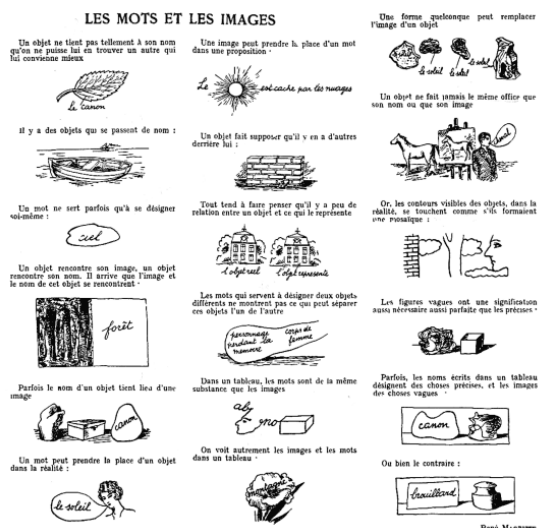 LES MOTS ET LES IMAGES
Un objet ne tient pas tellement à son nom
qu'on ne puisse lui en trouver un autre qui
lui convienne mieux
le canon
Il y a des objets qui se passent de nom :
Un mot ne sert parfois qu'à se désigner
soi-même :
ciel
Un objet rencontre son image, un objet
rencontre son nom. Il arrive que l'image et
le nom de cet objet se rencontrent
forêt
Parfois le nom d'un objet tient lieu d'une
image
canon
Un mot peut prendre la place d'un objet
dans la réalité :
le soleil
Une image peut prendre la place d'un mot
dans une proposition
Le
est caché par les nuages
Un objet fait supposer qu'il y en a d'autres
derrière lui :
Tout tend à faire penser qu'il y a peu de
relation entre un objet et ce qui le représente
l'objet réel
l'objet représenté
Les mots qui servent à désigner deux objets
différents ne montrent pas ce qui peut séparer
ces objets l'un de l'autre
personnage
perdant la
mémoire
corps de
femme
Dans un tableau, les mots sont de la même
substance que les images
On voit autrement les images et les mots
dans un tableau
montagne
Une forme quelconque peut remplacer
l'image d'un objet
le soleil
le soleil
le soleil
Un objet ne fait jamais le même office que
son nom ou que son image
cheval
Or, les contours visibles des objets, dans la
réalité, se touchent comme s'ils formaient
une mosaïque :
Les figures vagues ont une signification
aussi nécessaire aussi parfaite que les précises
Parfois, les noms écrits dans un tableau
désignent des choses précises, et les images
des choses vagues
canon
Ou bien le contraire :
brouillard